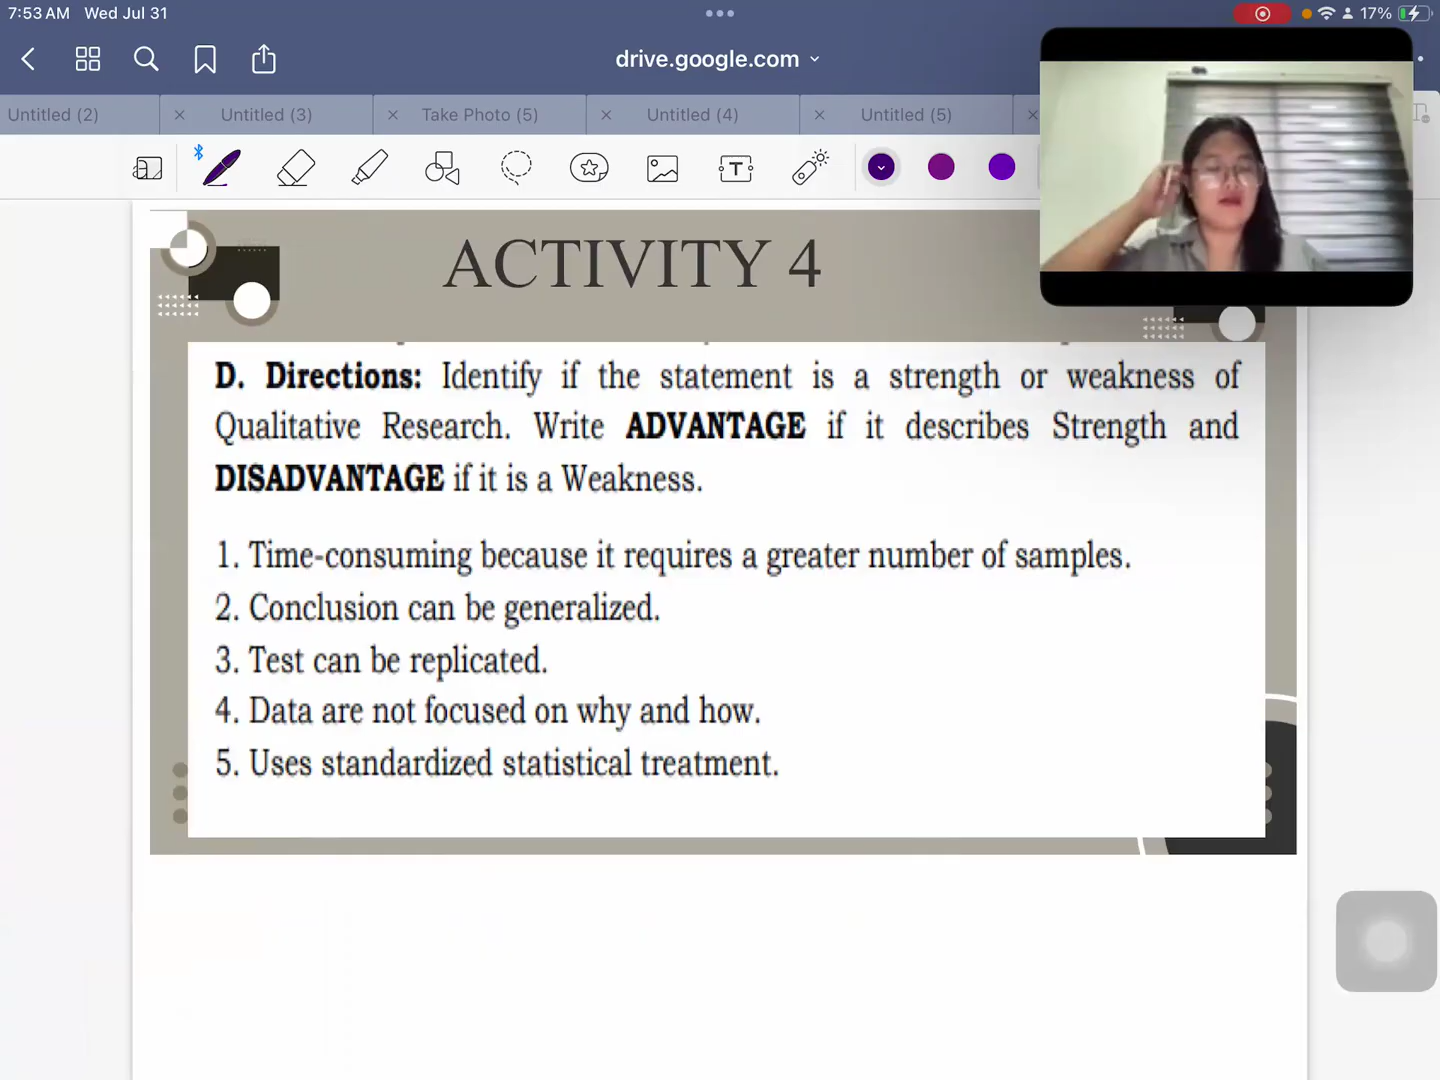 7:53 AM Wed Jul 31
17%
drive.google.com
Untitled (2)
Untitled (3)
Take Photo (5)
Untitled (4)
Untitled (5)
ACTIVITY 4
D. Directions: Identify if the statement is a strength or weakness of
Qualitative Research. Write ADVANTAGE if it describes Strength and
DISADVANTAGE if it is a Weakness.
1. Time-consuming because it requires a greater number of samples.
2. Conclusion can be generalized.
3. Test can be replicated.
4. Data are not focused on why and how.
5. Uses standardized statistical treatment.